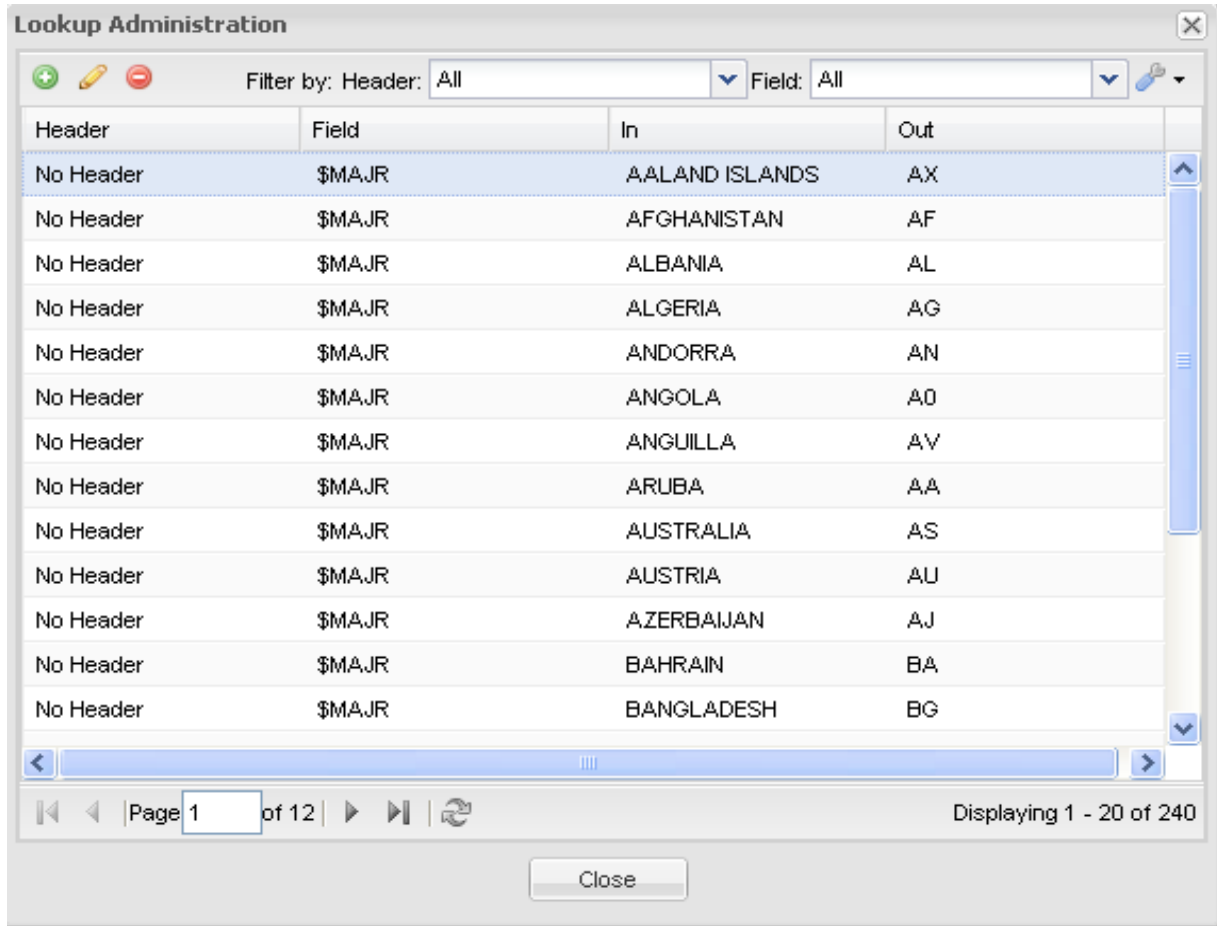 Lookup Administration
Filter by: Header: All Field: All
Header Field In Out
No Header $MAJR AALAND ISLANDS AX
No Header $MAJR AFGHANISTAN AF
No Header $MAJR ALBANIA AL
No Header $MAJR ALGERIA AG
No Header $MAJR ANDORRA AN
No Header $MAJR ANGOLA A0
No Header $MAJR ANGUILLA AV
No Header $MAJR ARUBA AA
No Header $MAJR AUSTRALIA AS
No Header $MAJR AUSTRIA AU
No Header $MAJR AZERBAIJAN AJ
No Header $MAJR BAHRAIN BA
No Header $MAJR BANGLADESH BG
Page 1 of 12 Displaying 1 - 20 of 240
Close